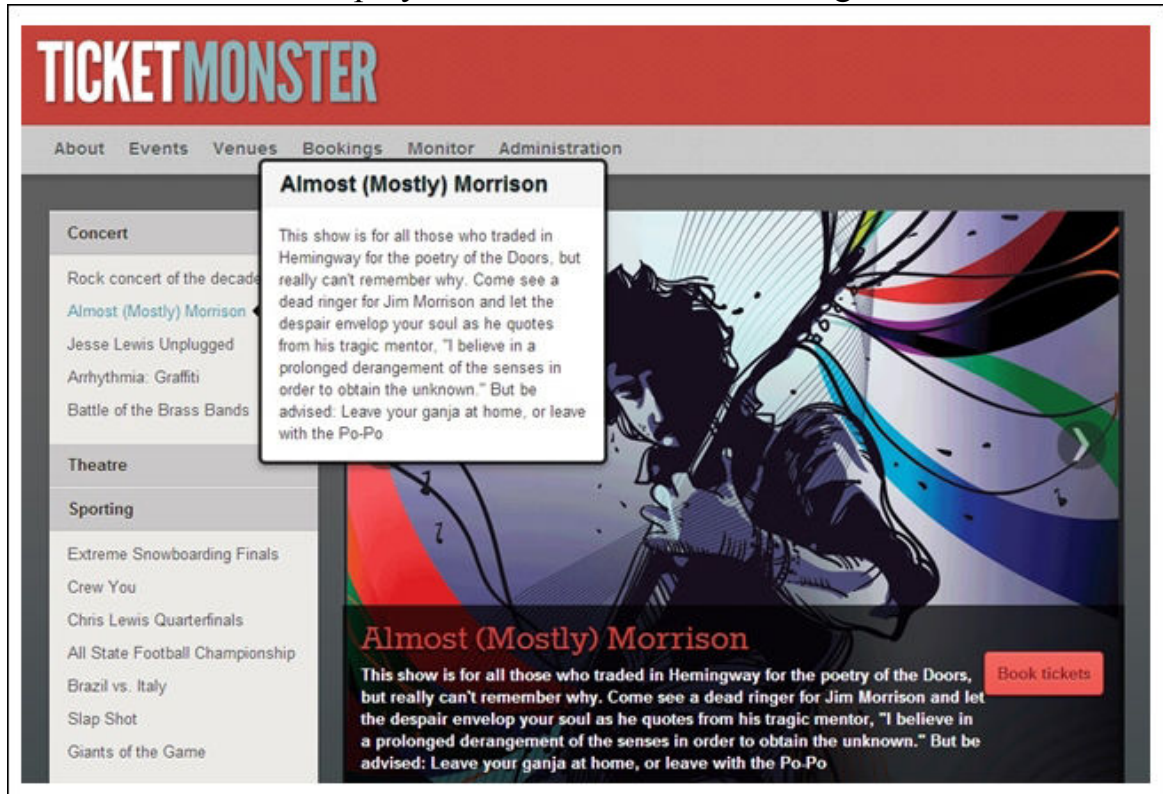 TICKETMONSTER
About Events Venues Bookings Monitor Administration
Almost (Mostly) Morrison
This show is for all those who traded in
Hemingway for the poetry of the Doors, but
really can't remember why. Come see a
dead ringer for Jim Morrison and let the
despair envelop your soul as he quotes
from his tragic mentor, "I believe in a
prolonged derangement of the senses in
order to obtain the unknown." But be
advised: Leave your ganja at home, or leave
with the Po-Po
Concert
Rock concert of the decade
Almost (Mostly) Morrison
Jesse Lewis Unplugged
Arrhythmia: Graffiti
Battle of the Brass Bands
Theatre
Sporting
Extreme Snowboarding Finals
Crew You
Chris Lewis Quarterfinals
All State Football Championship
Brazil vs. Italy
Slap Shot
Giants of the Game
Almost (Mostly) Morrison
This show is for all those who traded in Hemingway for the poetry of the Doors,
but really can't remember why. Come see a dead ringer for Jim Morrison and let
the despair envelop your soul as he quotes from his tragic mentor, "I believe in
a prolonged derangement of the senses in order to obtain the unknown." But be
advised: Leave your ganja at home, or leave with the Po-Po
Book tickets